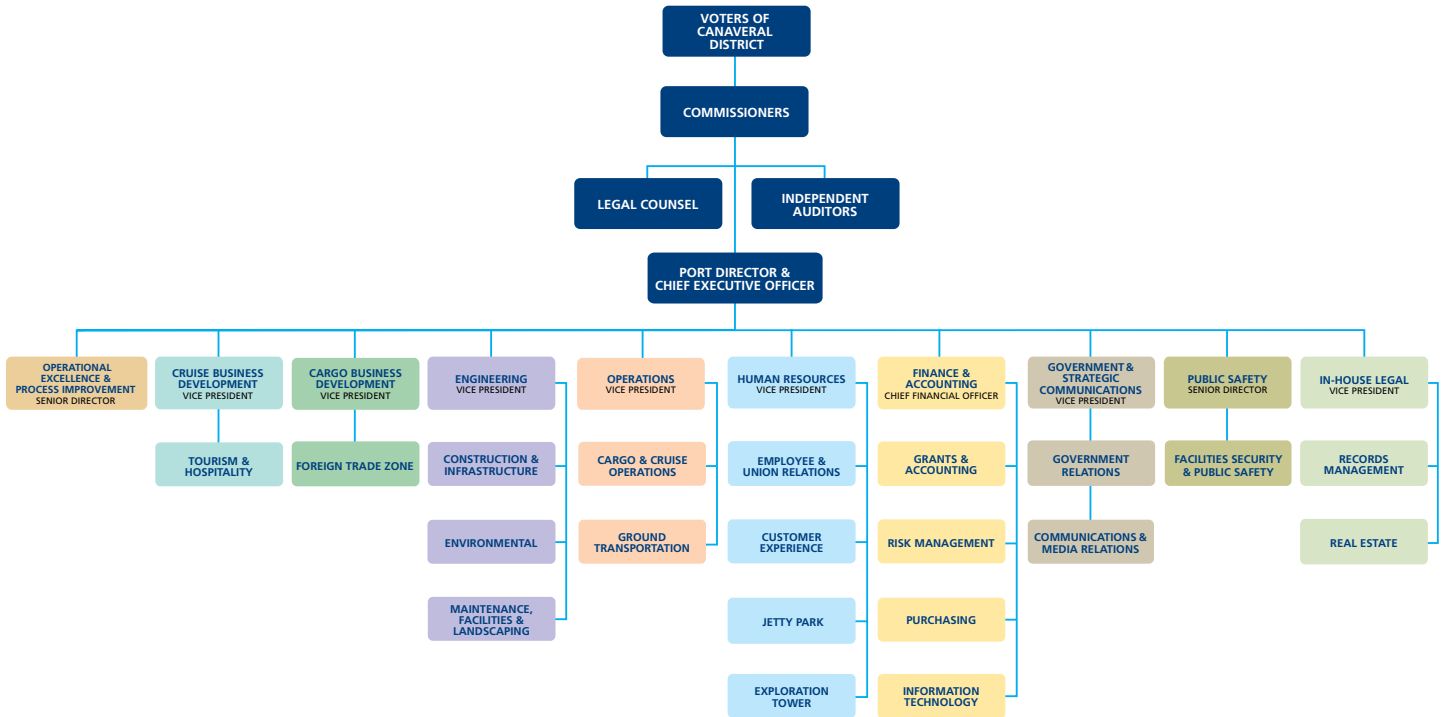 VOTERS OF
CANAVERAL
DISTRICT
COMMISSIONERS
LEGAL COUNSEL
INDEPENDENT
AUDITORS
PORT DIRECTOR &
CHIEF EXECUTIVE OFFICER
OPERATIONAL
EXCELLENCE &
PROCESS IMPROVEMENT
SENIOR DIRECTOR
CRUISE BUSINESS
DEVELOPMENT
VICE PRESIDENT
CARGO BUSINESS
DEVELOPMENT
VICE PRESIDENT
ENGINEERING
VICE PRESIDENT
OPERATIONS
VICE PRESIDENT
HUMAN RESOURCES
VICE PRESIDENT
FINANCE &
ACCOUNTING
CHIEF FINANCIAL OFFICER
GOVERNMENT &
STRATEGIC
COMMUNICATIONS
VICE PRESIDENT
PUBLIC SAFETY
SENIOR DIRECTOR
IN-HOUSE LEGAL
VICE PRESIDENT
TOURISM &
HOSPITALITY
FOREIGN TRADE ZONE
CONSTRUCTION &
INFRASTRUCTURE
CARGO & CRUISE
OPERATIONS
EMPLOYEE &
UNION RELATIONS
GRANTS &
ACCOUNTING
GOVERNMENT
RELATIONS
FACILITIES SECURITY
& PUBLIC SAFETY
RECORDS
MANAGEMENT
ENVIRONMENTAL
GROUND
TRANSPORTATION
CUSTOMER
EXPERIENCE
RISK MANAGEMENT
COMMUNICATIONS &
MEDIA RELATIONS
REAL ESTATE
MAINTENANCE,
FACILITIES &
LANDSCAPING
JETTY PARK
PURCHASING
EXPLORATION
TOWER
INFORMATION
TECHNOLOGY